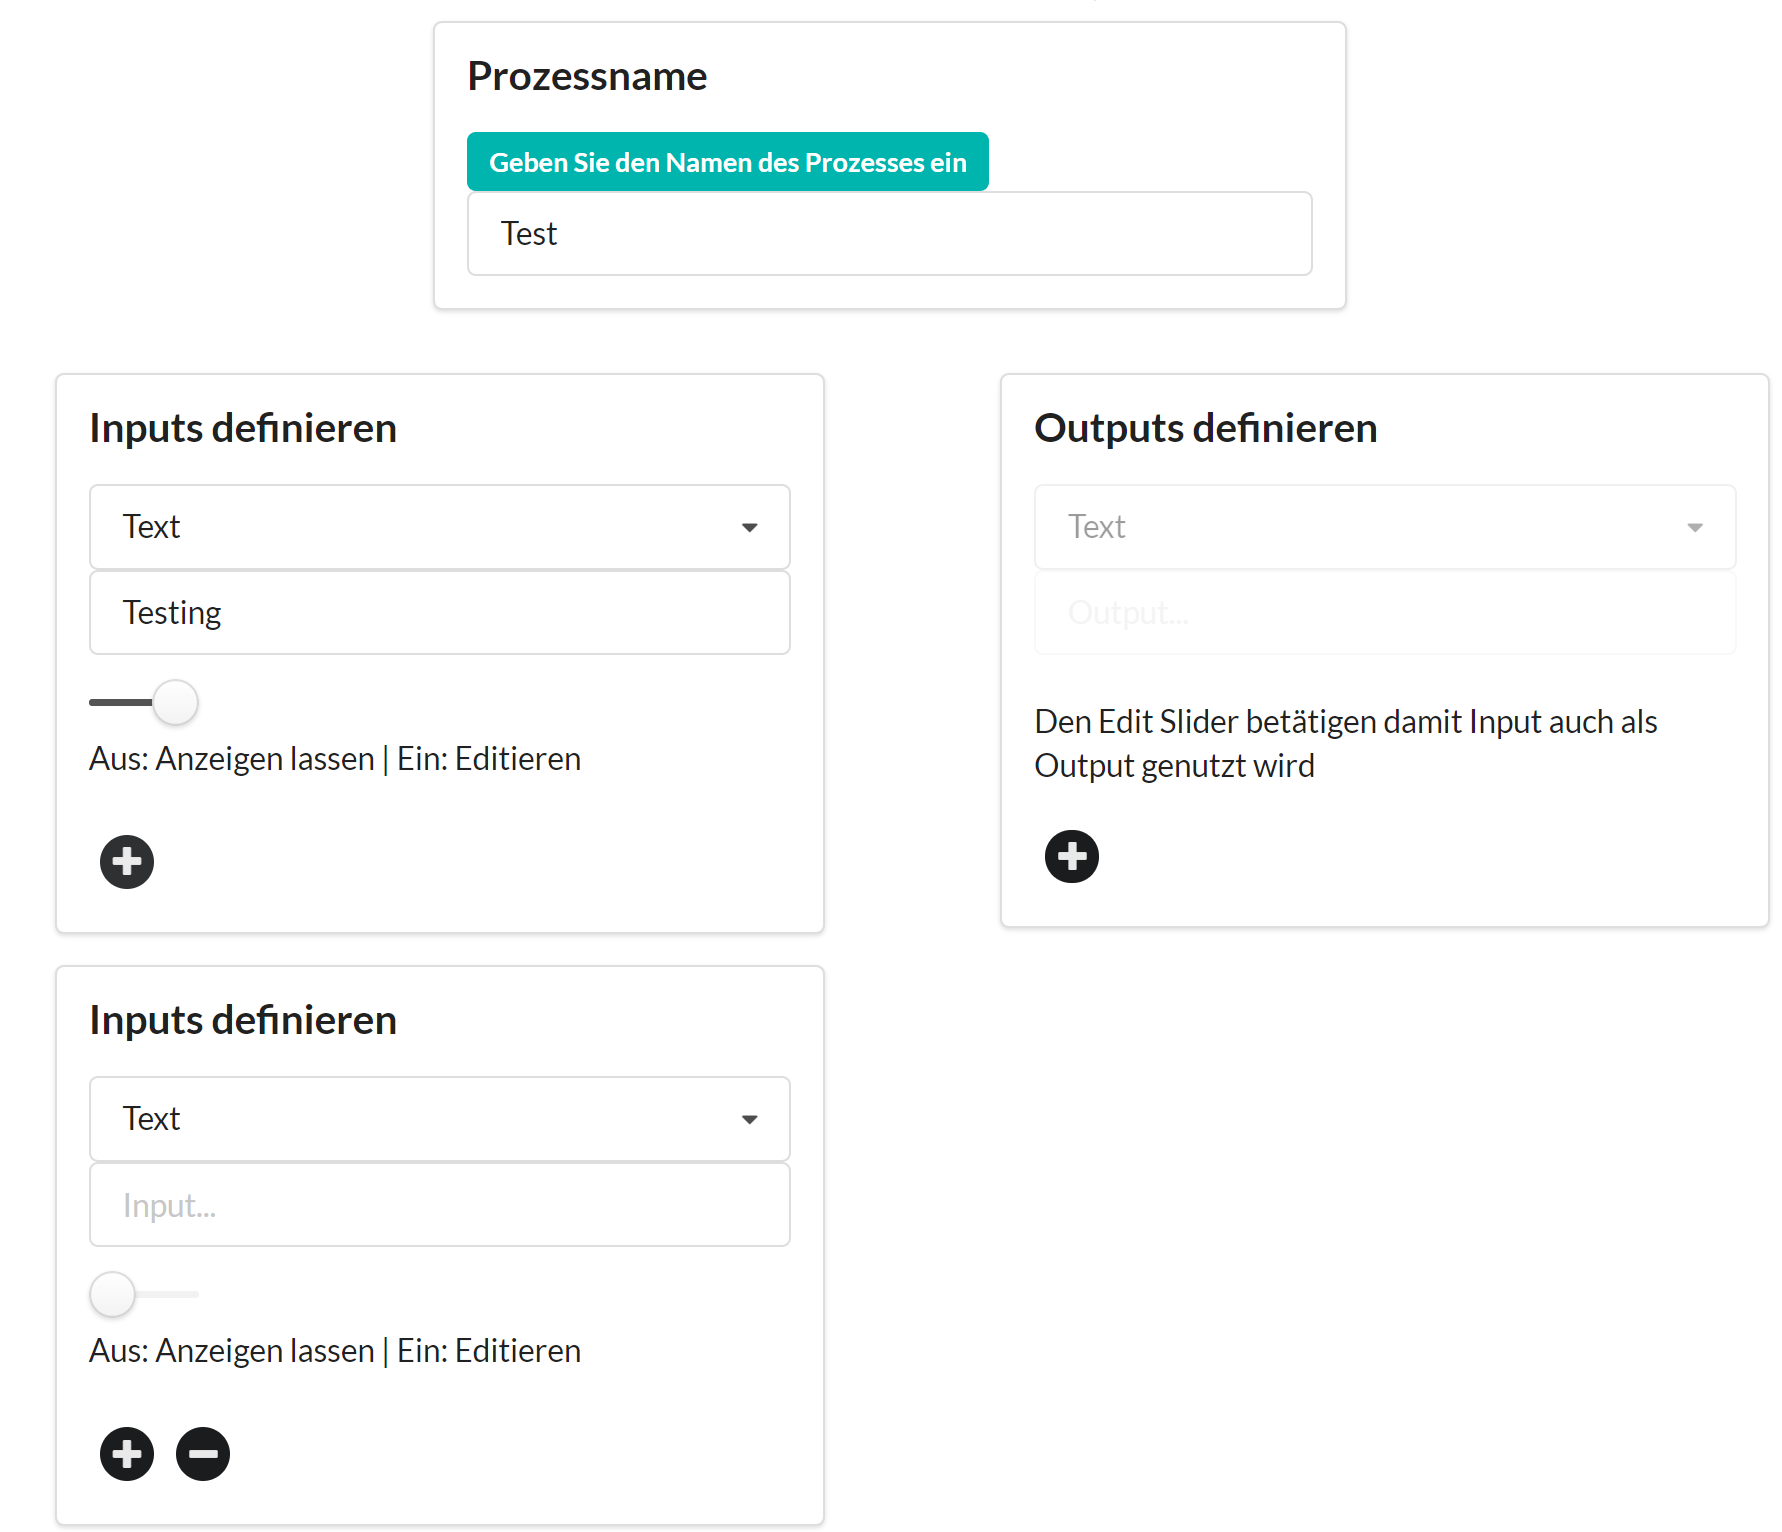 Prozessname
Geben Sie den Namen des Prozesses ein
Test
Inputs definieren
Text
Testing
Aus: Anzeigen lassen | Ein: Editieren
Outputs definieren
Text
Output...
Den Edit Slider betätigen damit Input auch als
Output genutzt wird
Inputs definieren
Text
Input...
Aus: Anzeigen lassen | Ein: Editieren